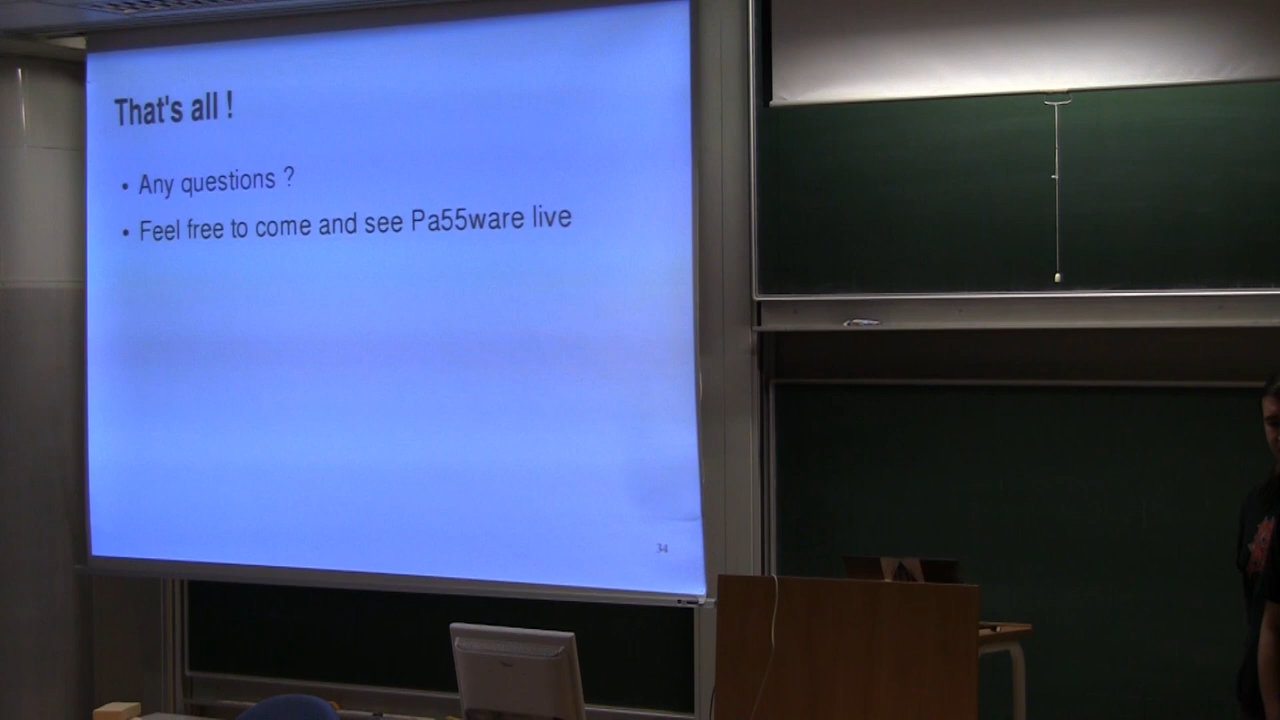 That's all !
• Any questions ?
• Feel free to come and see Pa55ware live
34